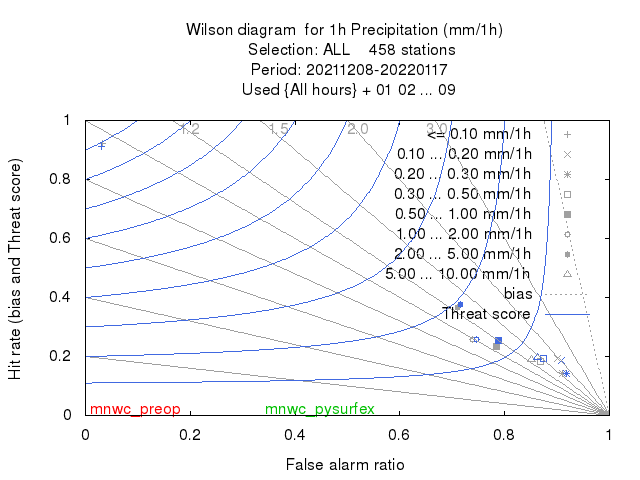 Wilson diagram  for 1h Precipitation (mm/1h)
Selection: ALL    458 stations
Period: 20211208-20220117
Used {All hours} + 01 02 ... 09
1.2 1.5 2.0 3.0
<= 0.10 mm/1h
0.10 ... 0.20 mm/1h
0.20 ... 0.30 mm/1h
0.30 ... 0.50 mm/1h
0.50 ... 1.00 mm/1h
1.00 ... 2.00 mm/1h
2.00 ... 5.00 mm/1h
5.00 ... 10.00 mm/1h
bias
Threat score
Hit rate (bias and Threat score)
1
0.8
0.6
0.4
0.2
0
mnwc_preop mnwc_pysurfex
0 0.2 0.4 0.6 0.8 1
False alarm ratio